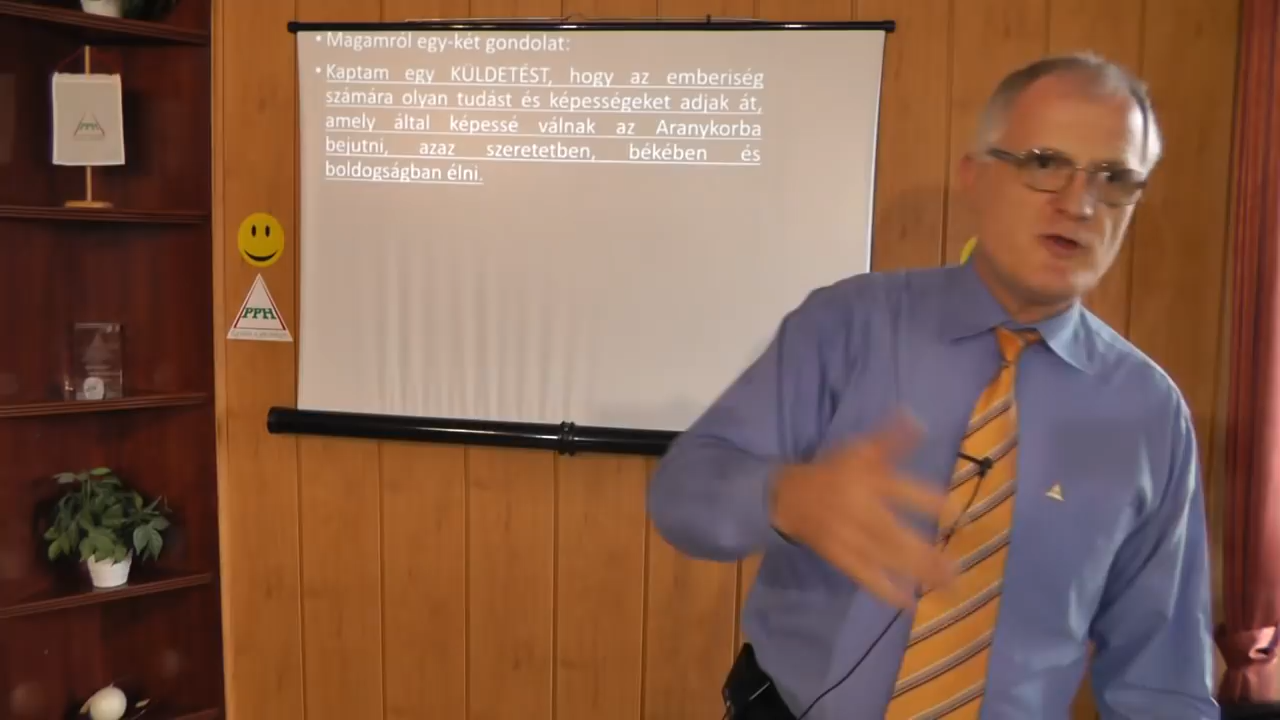 • Magamról egy-két gondolat:
• Kaptam egy KÜLDETÉST, hogy az emberiség
számára olyan tudást és képességeket adjak át,
amely által képessé válnak az Aranykorba
bejutni, azaz szeretetben, békében és
boldogságban élni.
PPH